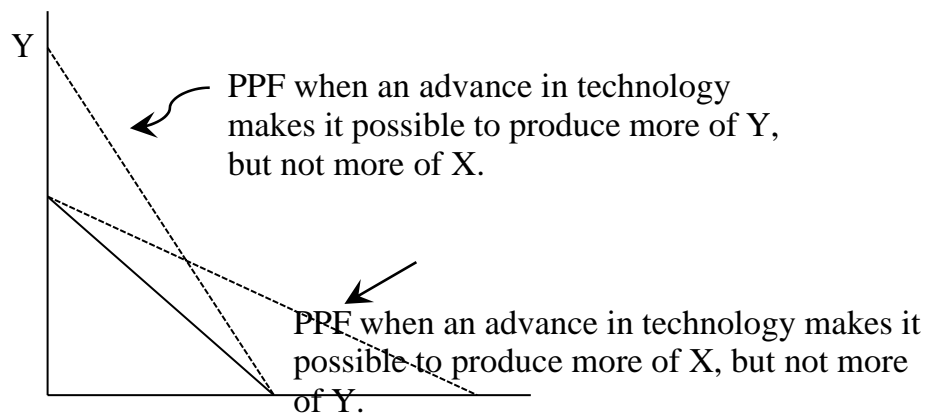 Y
PPF when an advance in technology
makes it possible to produce more of Y,
but not more of X.
PPF when an advance in technology makes it
possible to produce more of X, but not more
of Y.